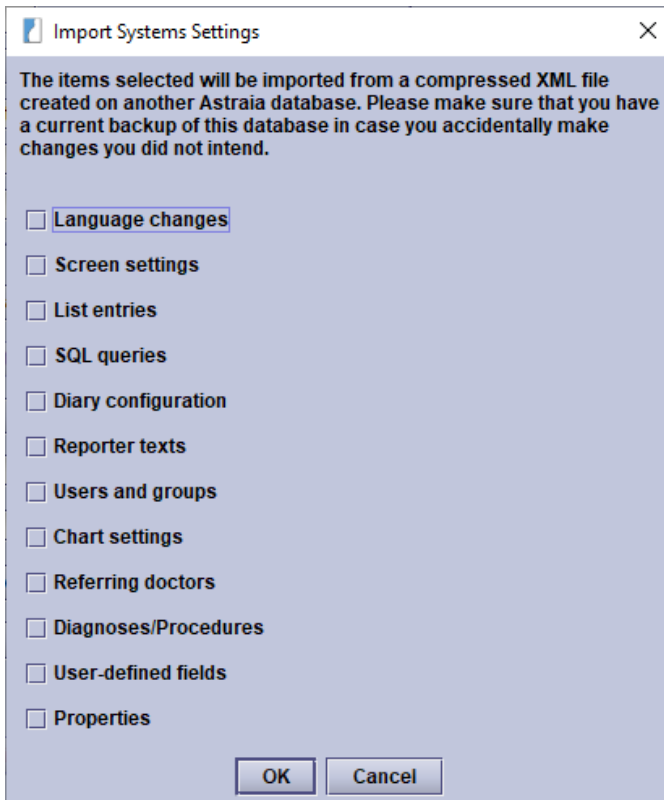 Import Systems Settings
The items selected will be imported from a compressed XML file
created on another Astraia database. Please make sure that you have
a current backup of this database in case you accidentally make
changes you did not intend.
Language changes
Screen settings
List entries
SQL queries
Diary configuration
Reporter texts
Users and groups
Chart settings
Referring doctors
Diagnoses/Procedures
User-defined fields
Properties
OK Cancel